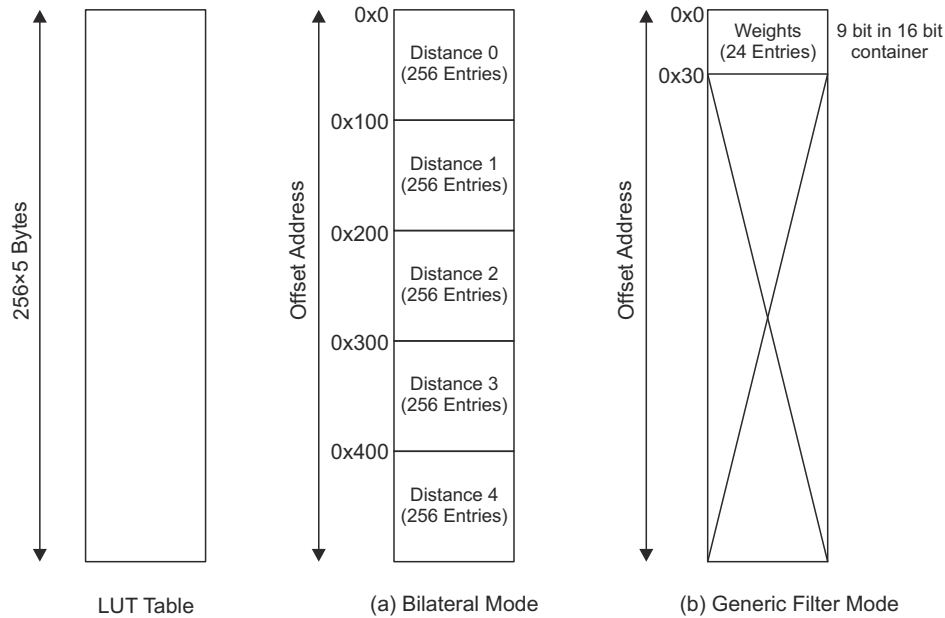 256×5 Bytes
LUT Table
Offset Address
0x0
Distance 0
(256 Entries)
0x100
Distance 1
(256 Entries)
0x200
Distance 2
(256 Entries)
0x300
Distance 3
(256 Entries)
0x400
Distance 4
(256 Entries)
(a) Bilateral Mode
Offset Address
0x0
Weights
(24 Entries)
9 bit in 16 bit
container
0x30
(b) Generic Filter Mode